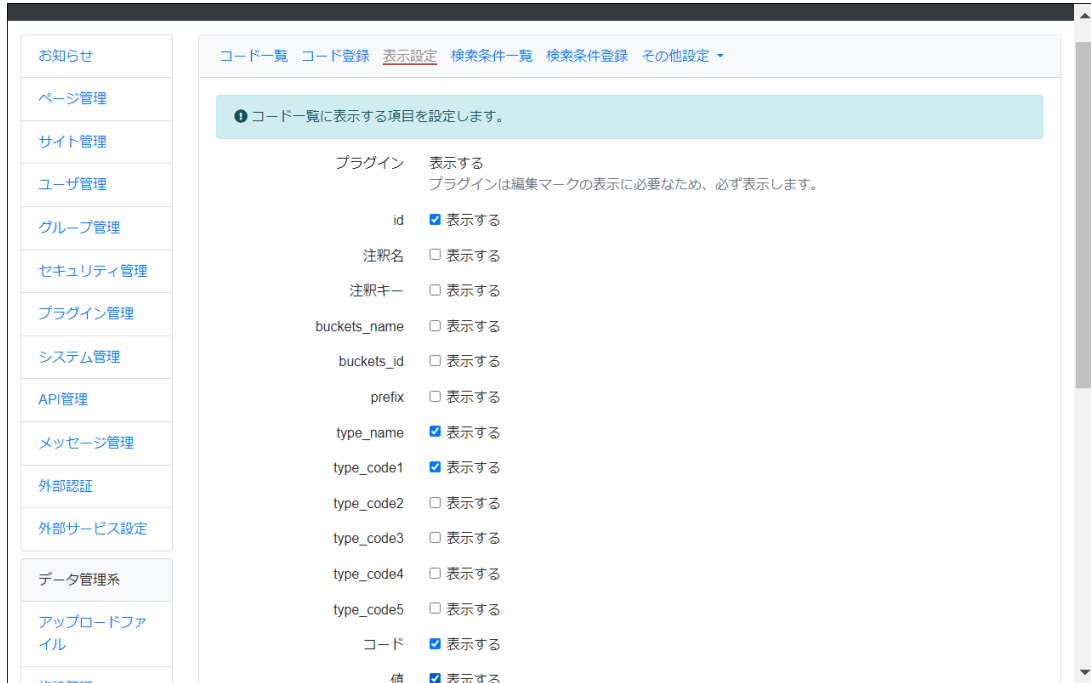 お知らせ
ページ管理
サイト管理
ユーザ管理
グループ管理
セキュリティ管理
プラグイン管理
システム管理
API管理
メッセージ管理
外部認証
外部サービス設定
データ管理系
アップロードファ
イル
コード一覧 コード登録 表示設定 検索条件一覧 検索条件登録 その他設定
コード一覧に表示する項目を設定します。
プラグイン 表示する
プラグインは編集マークの表示に必要なため、必ず表示します。
id 表示する
注釈名 表示する
注釈キー 表示する
buckets_name 表示する
buckets_id 表示する
prefix 表示する
type_name 表示する
type_code1 表示する
type_code2 表示する
type_code3 表示する
type_code4 表示する
type_code5 表示する
コード 表示する
値 表示する